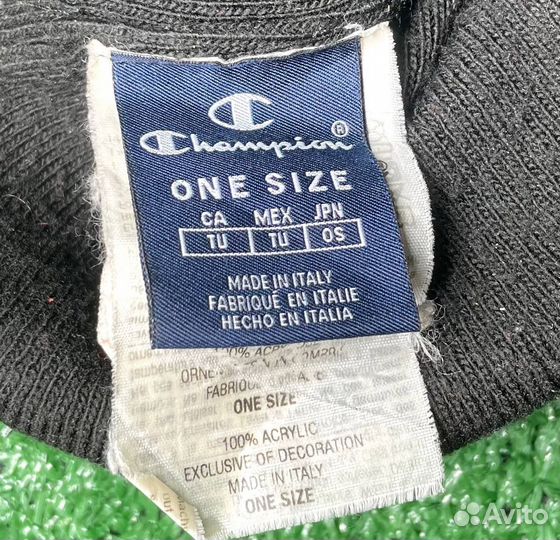 Champion®
ONE SIZE
CA MEX JPN
TU TU OS
MADE IN ITALY
FABRIQUÉ EN ITALIE
HECHO EN ITALIA
100%
ONE SIZE
100% ACRYLIC
EXCLUSIVE OF DECORATION
MADE IN ITALY
ONE SIZE
Avito